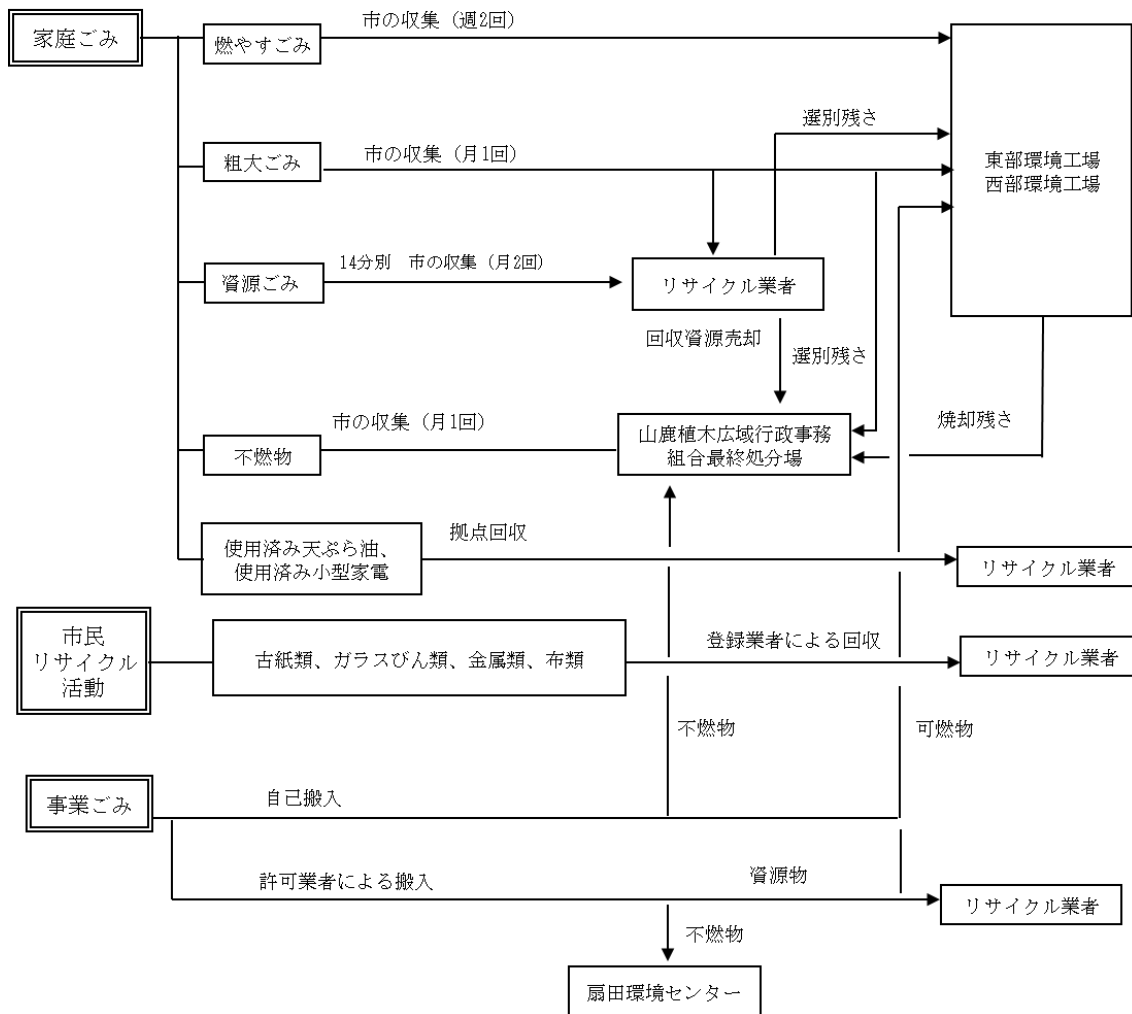 家庭ごみ
燃やすごみ
市の収集（週2回）
東部環境工場
西部環境工場
選別残さ
粗大ごみ
市の収集（月1回）
資源ごみ
14分別　市の収集（月2回）
リサイクル業者
回収資源売却
選別残さ
不燃物
市の収集（月1回）
山鹿植木広域行政事務
組合最終処分場
焼却残さ
使用済み天ぷら油、
使用済み小型家電
拠点回収
リサイクル業者
市民
リサイクル
活動
古紙類、ガラスびん類、金属類、布類
登録業者による回収
リサイクル業者
不燃物
可燃物
事業ごみ
自己搬入
許可業者による搬入
資源物
リサイクル業者
不燃物
扇田環境センター